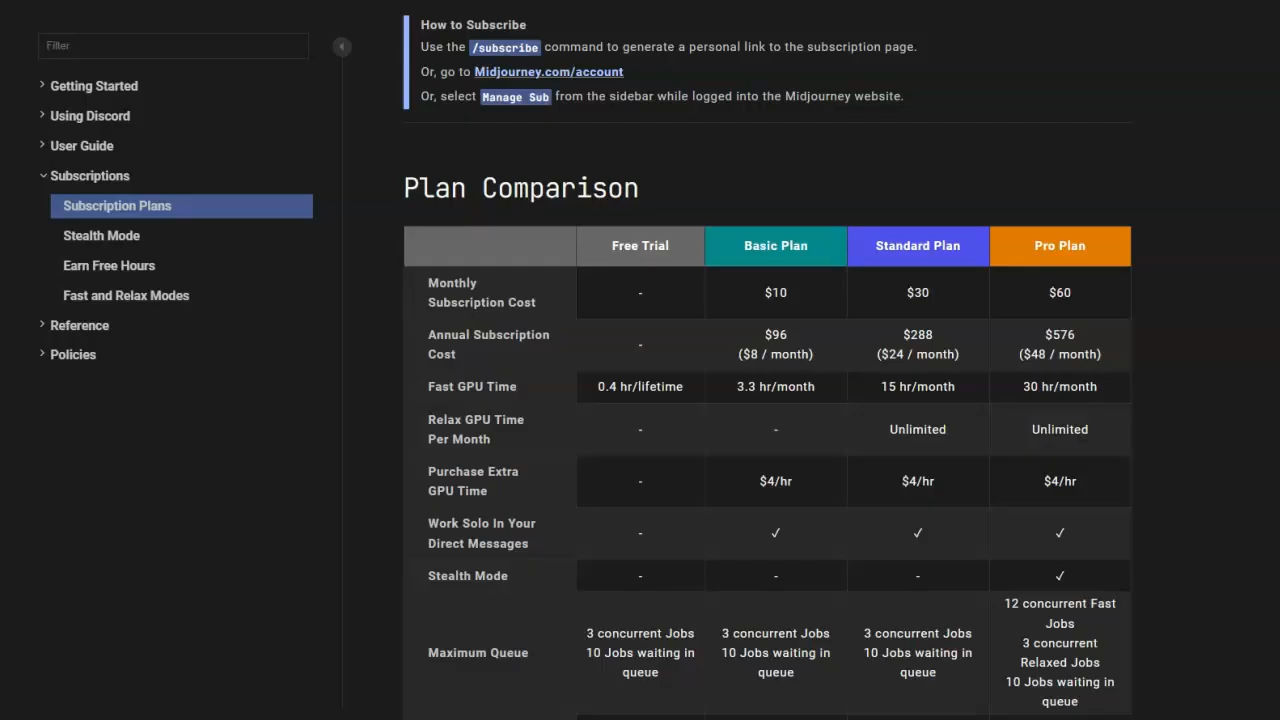 Filter
Getting Started
Using Discord
User Guide
Subscriptions
Subscription Plans
Stealth Mode
Earn Free Hours
Fast and Relax Modes
Reference
Policies
How to Subscribe
Use the /subscribe command to generate a personal link to the subscription page.
Or, go to Midjourney.com/account
Or, select Manage Sub from the sidebar while logged into the Midjourney website.
Plan Comparison
Free Trial Basic Plan Standard Plan Pro Plan
Monthly
Subscription Cost
- $10 $30 $60
Annual Subscription
Cost
- $96 $288 $576
($8 / month) ($24 / month) ($48 / month)
Fast GPU Time 0.4 hr/lifetime 3.3 hr/month 15 hr/month 30 hr/month
Relax GPU Time
Per Month
- - Unlimited Unlimited
Purchase Extra
GPU Time
- $4/hr $4/hr $4/hr
Work Solo In Your
Direct Messages
- ✓ ✓ ✓
Stealth Mode - - - ✓
Maximum Queue
3 concurrent Jobs
10 Jobs waiting in
queue
3 concurrent Jobs
10 Jobs waiting in
queue
3 concurrent Jobs
10 Jobs waiting in
queue
12 concurrent Fast
Jobs
3 concurrent
Relaxed Jobs
10 Jobs waiting in
queue